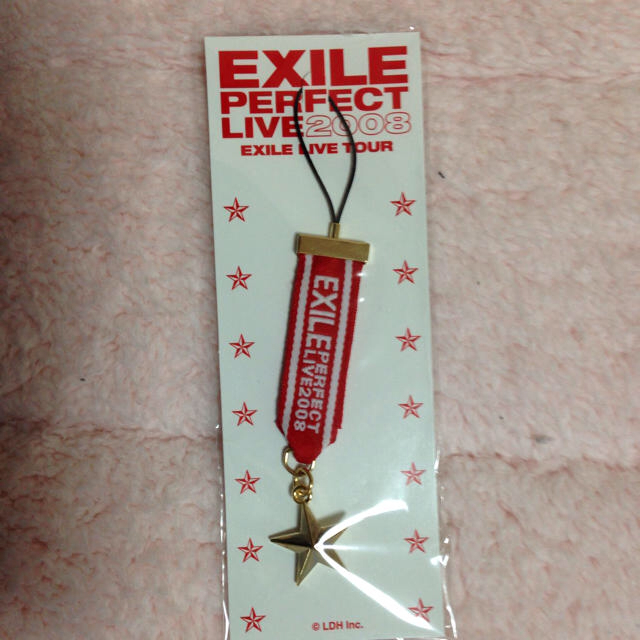 EXILE
PERFECT
LIVE2008
EXILE LIVE TOUR
EXILE
PERFECT
LIVE2008
© LDH Inc.